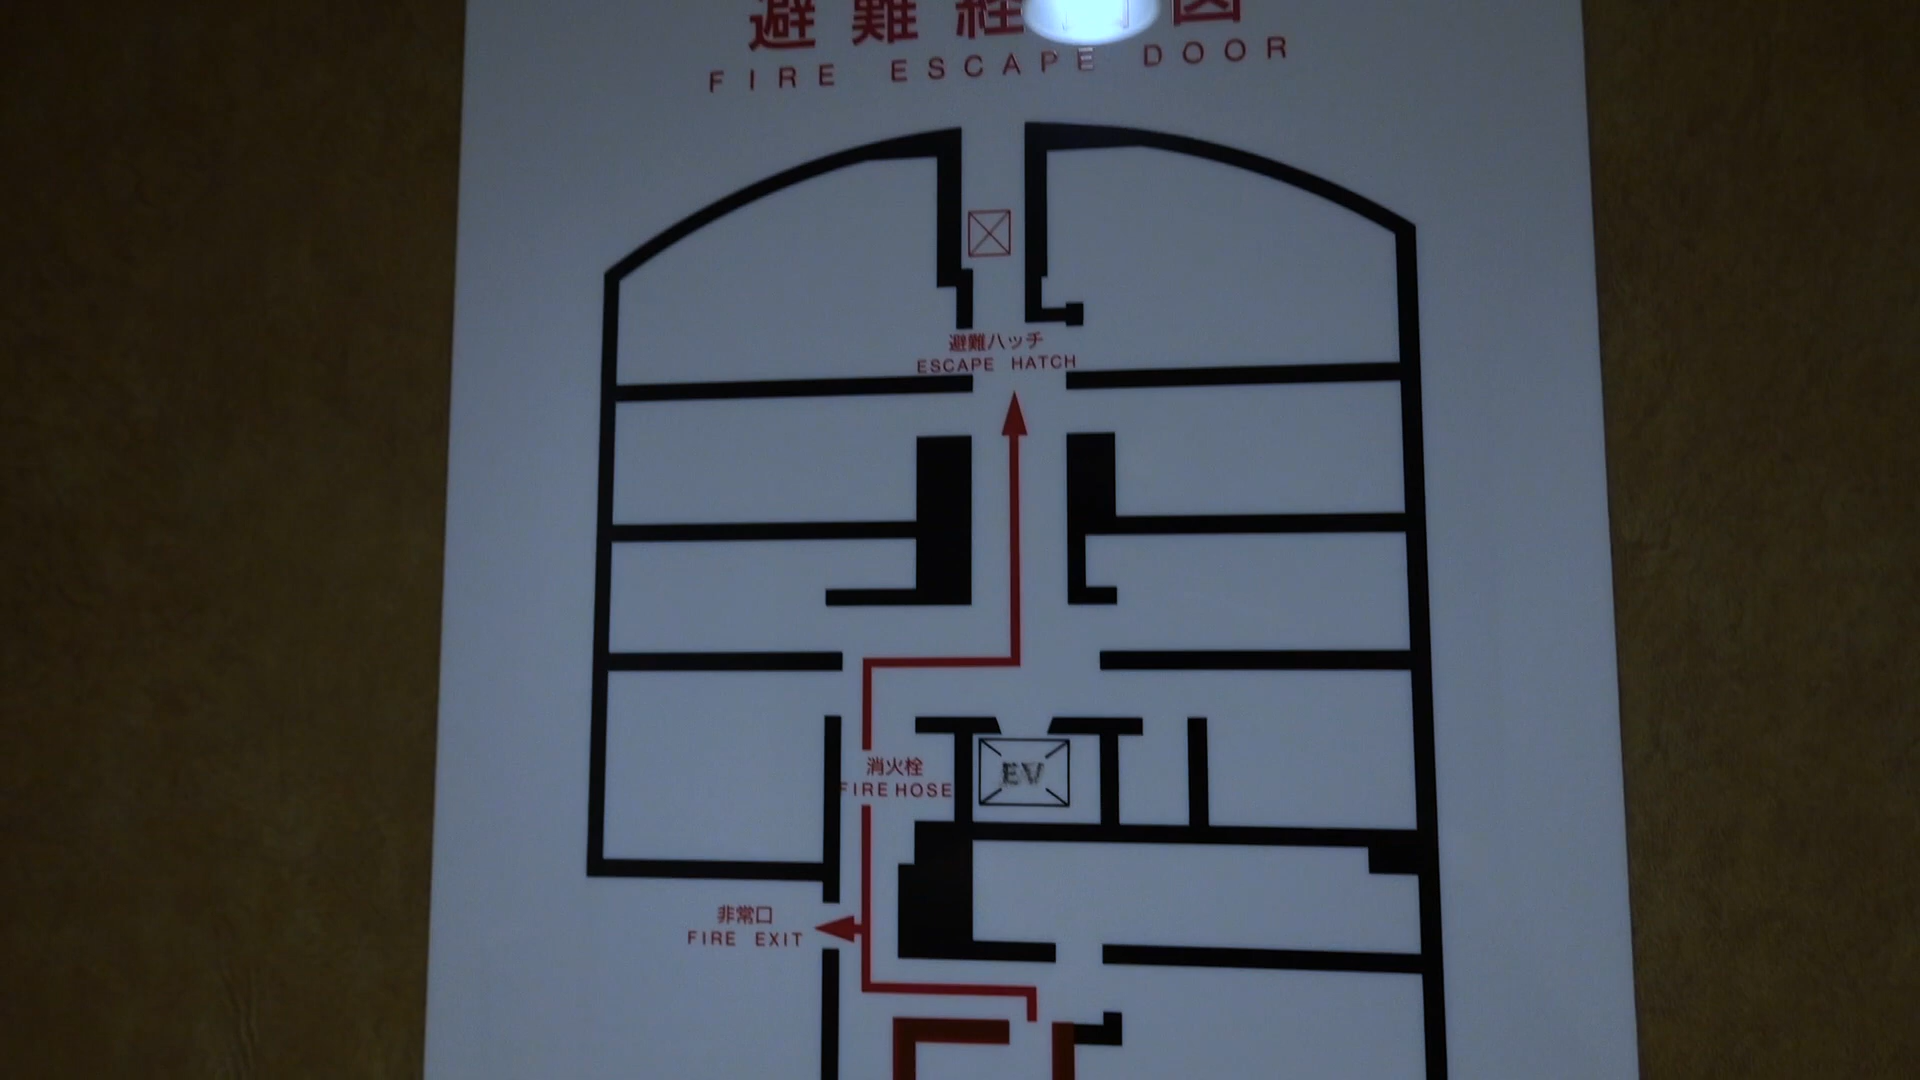 避難経
FIRE ESCAPE DOOR
避難ハッチ
ESCAPE HATCH
消火栓
FIRE HOSE
EV
非常口
FIRE EXIT